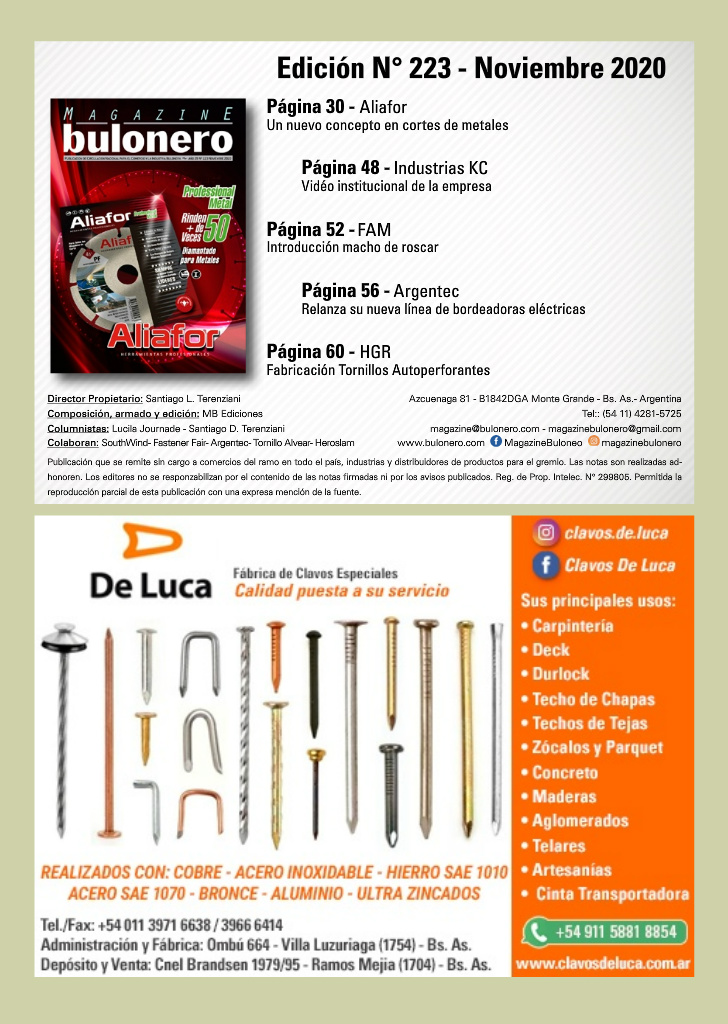 Edición N° 223 - Noviembre 2020
MAGAZINE
bulonero
Professional
Metal
Aliafor
Rinden
+ de 50
Veces
Diamantado
para Metales
Aliafor
HERRAMIENTAS PROFESIONALES
Página 30 - Aliafor
Un nuevo concepto en cortes de metales
Página 48 - Industrias KC
Vidéo institucional de la empresa
Página 52 - FAM
Introducción macho de roscar
Página 56 - Argentec
Relanza su nueva línea de bordeadoras eléctricas
Página 60 - HGR
Fabricación Tornillos Autoperforantes
Director Propietario: Santiago L. Terenziani
Composición, armado y edición: MB Ediciones
Columnistas: Lucila Journade - Santiago D. Terenziani
Colaboran: SouthWind- Fastener Fair- Argentec- Tornillo Alvear- Heroslam
Azcuenaga 81 - B1842DGA Monte Grande - Bs. As.- Argentina
Tel:: (54 11) 4281-5725
magazine@bulonero.com - magazinebulonero@gmail.com
www.bulonero.com MagazineBuloneo magazinebulonero
Publicación que se remite sin cargo a comercios del ramo en todo el país, industrias y distribuidores de productos para el gremio. Las notas son realizadas ad-
honoren. Los editores no se responzabilizan por el contenido de las notas firmadas ni por los avisos publicados. Reg. de Prop. Intelec. N° 299805. Permitida la
reproducción parcial de esta publicación con una expresa mención de la fuente.
De Luca
Fábrica de Clavos Especiales
Calidad puesta a su servicio
REALIZADOS CON: COBRE - ACERO INOXIDABLE - HIERRO SAE 1010
ACERO SAE 1070 - BRONCE - ALUMINIO - ULTRA ZINCADOS
Tel./Fax: +54 011 3971 6638 / 3966 6414
Administración y Fábrica: Ombú 664 - Villa Luzuriaga (1754) - Bs. As.
Depósito y Venta: Cnel Brandsen 1979/95 - Ramos Mejia (1704) - Bs. As.
clavos.de.luca
Clavos De Luca
Sus principales usos:
• Carpintería
• Deck
• Durlock
• Techo de Chapas
• Techos de Tejas
• Zócalos y Parquet
• Concreto
• Maderas
• Aglomerados
• Telares
• Artesanías
• Cinta Transportadora
+54 911 5881 8854
www.clavosdeluca.com.ar